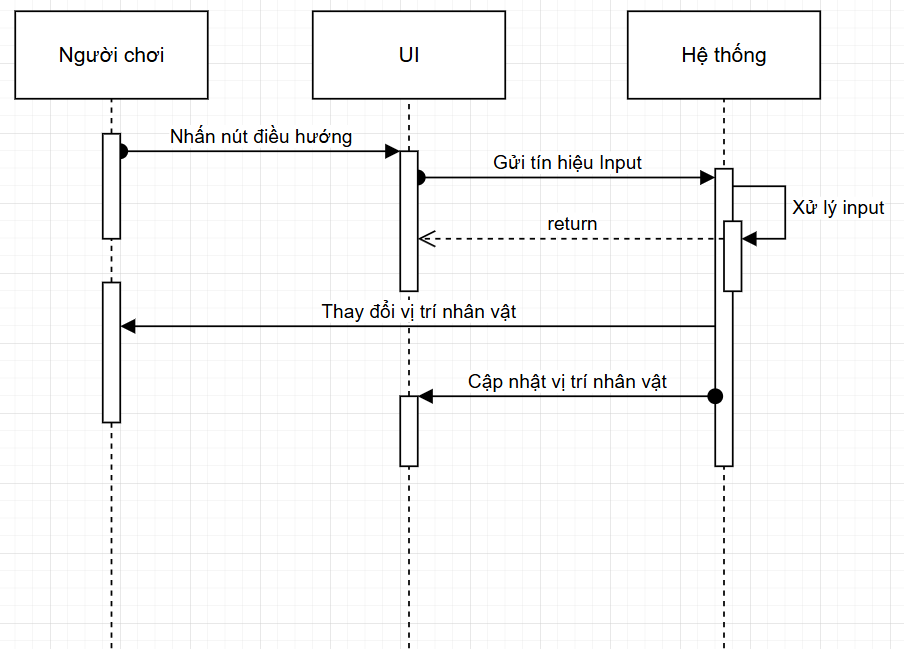 Người chơi
UI
Hệ thống
Nhấn nút điều hướng
Gửi tín hiệu Input
Xử lý input
return
Thay đổi vị trí nhân vật
Cập nhật vị trí nhân vật